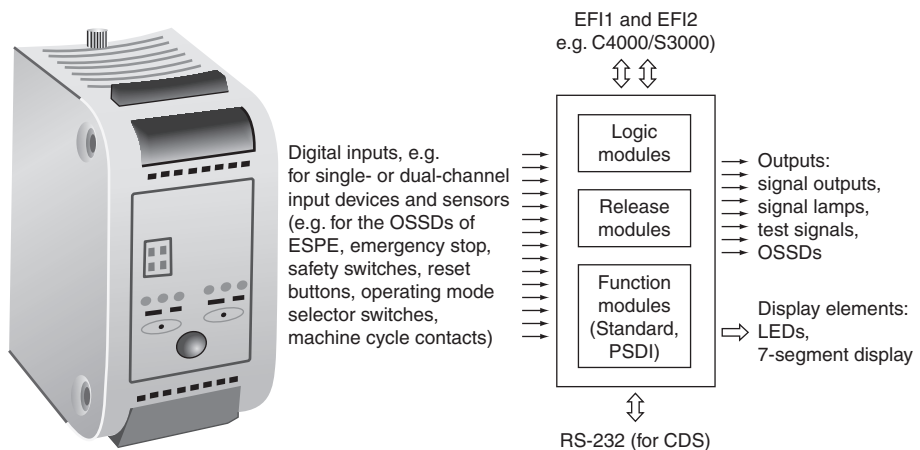 EFI1 and EFI2
e.g. C4000/S3000)
Digital inputs, e.g.
for single- or dual-channel
input devices and sensors
(e.g. for the OSSDs of
ESPE, emergency stop,
safety switches, reset
buttons, operating mode
selector switches,
machine cycle contacts)
Logic
modules
Release
modules
Function
modules
(Standard,
PSDI)
Outputs:
signal outputs,
signal lamps,
test signals,
OSSDs
Display elements:
LEDs,
7-segment display
RS-232 (for CDS)